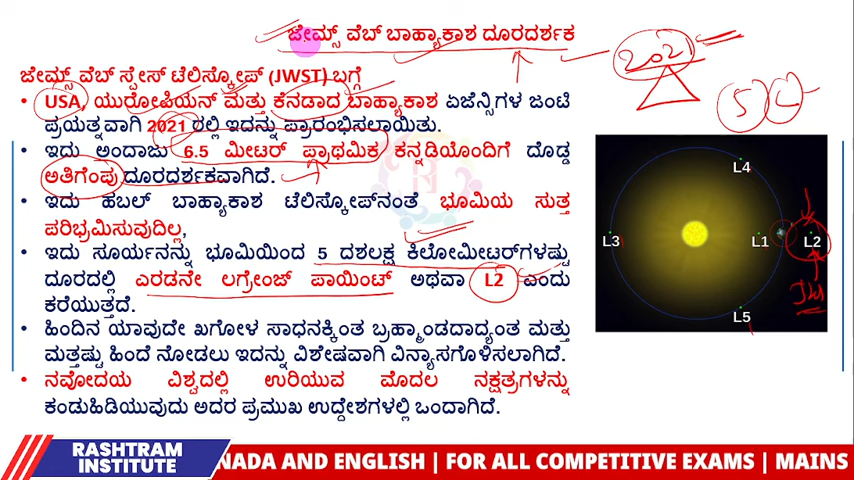 ಜೇಮ್ಸ್ ವೆಬ್ ಬಾಹ್ಯಾಕಾಶ ದೂರದರ್ಶಕ
2021
ಜೇಮ್ಸ್ ವೆಬ್ ಸ್ಪೇಸ್ ಟೆಲಿಸ್ಕೋಪ್ (JWST) ಬಗ್ಗೆ
• USA, ಯುರೋಪಿಯನ್ ಮತ್ತು ಕೆನಡಾದ ಬಾಹ್ಯಾಕಾಶ ಏಜೆನ್ಸಿಗಳ ಜಂಟಿ
ಪ್ರಯತ್ನವಾಗಿ 2021 ರಲ್ಲಿ ಇದನ್ನು ಪ್ರಾರಂಭಿಸಲಾಯಿತು.
• ಇದು ಅಂದಾಜು 6.5 ಮೀಟರ್ ಪ್ರಾಥಮಿಕ ಕನ್ನಡಿಯೊಂದಿಗೆ ದೊಡ್ಡ
ಅತಿಗೆಂಪು ದೂರದರ್ಶಕವಾಗಿದೆ.
• ಇದು ಹಬಲ್ ಬಾಹ್ಯಾಕಾಶ ಟೆಲಿಸ್ಕೋಪ್‌ನಂತೆ ಭೂಮಿಯ ಸುತ್ತ
ಪರಿಭ್ರಮಿಸುವುದಿಲ್ಲ,
• ಇದು ಸೂರ್ಯನನ್ನು ಭೂಮಿಯಿಂದ 5 ದಶಲಕ್ಷ ಕಿಲೋಮೀಟರ್‌ಗಳಷ್ಟು
ದೂರದಲ್ಲಿ ಎರಡನೇ ಲಗ್ರೇಂಜ್ ಪಾಯಿಂಟ್ ಅಥವಾ L2 ಎಂದು
ಕರೆಯುತ್ತದೆ.
• ಹಿಂದಿನ ಯಾವುದೇ ಖಗೋಳ ಸಾಧನಕ್ಕಿಂತ ಬ್ರಹ್ಮಾಂಡದಾದ್ಯಂತ ಮತ್ತು
ಮತ್ತಷ್ಟು ಹಿಂದೆ ನೋಡಲು ಇದನ್ನು ವಿಶೇಷವಾಗಿ ವಿನ್ಯಾಸಗೊಳಿಸಲಾಗಿದೆ.
• ನವೋದಯ ವಿಶ್ವದಲ್ಲಿ ಉರಿಯುವ ಮೊದಲ ನಕ್ಷತ್ರಗಳನ್ನು
ಕಂಡುಹಿಡಿಯುವುದು ಅದರ ಪ್ರಮುಖ ಉದ್ದೇಶಗಳಲ್ಲಿ ಒಂದಾಗಿದೆ.
5 L
L4
L3
L1
L2
L5
RASHTRAM
INSTITUTE
NADA AND ENGLISH | FOR ALL COMPETITIVE EXAMS | MAINS